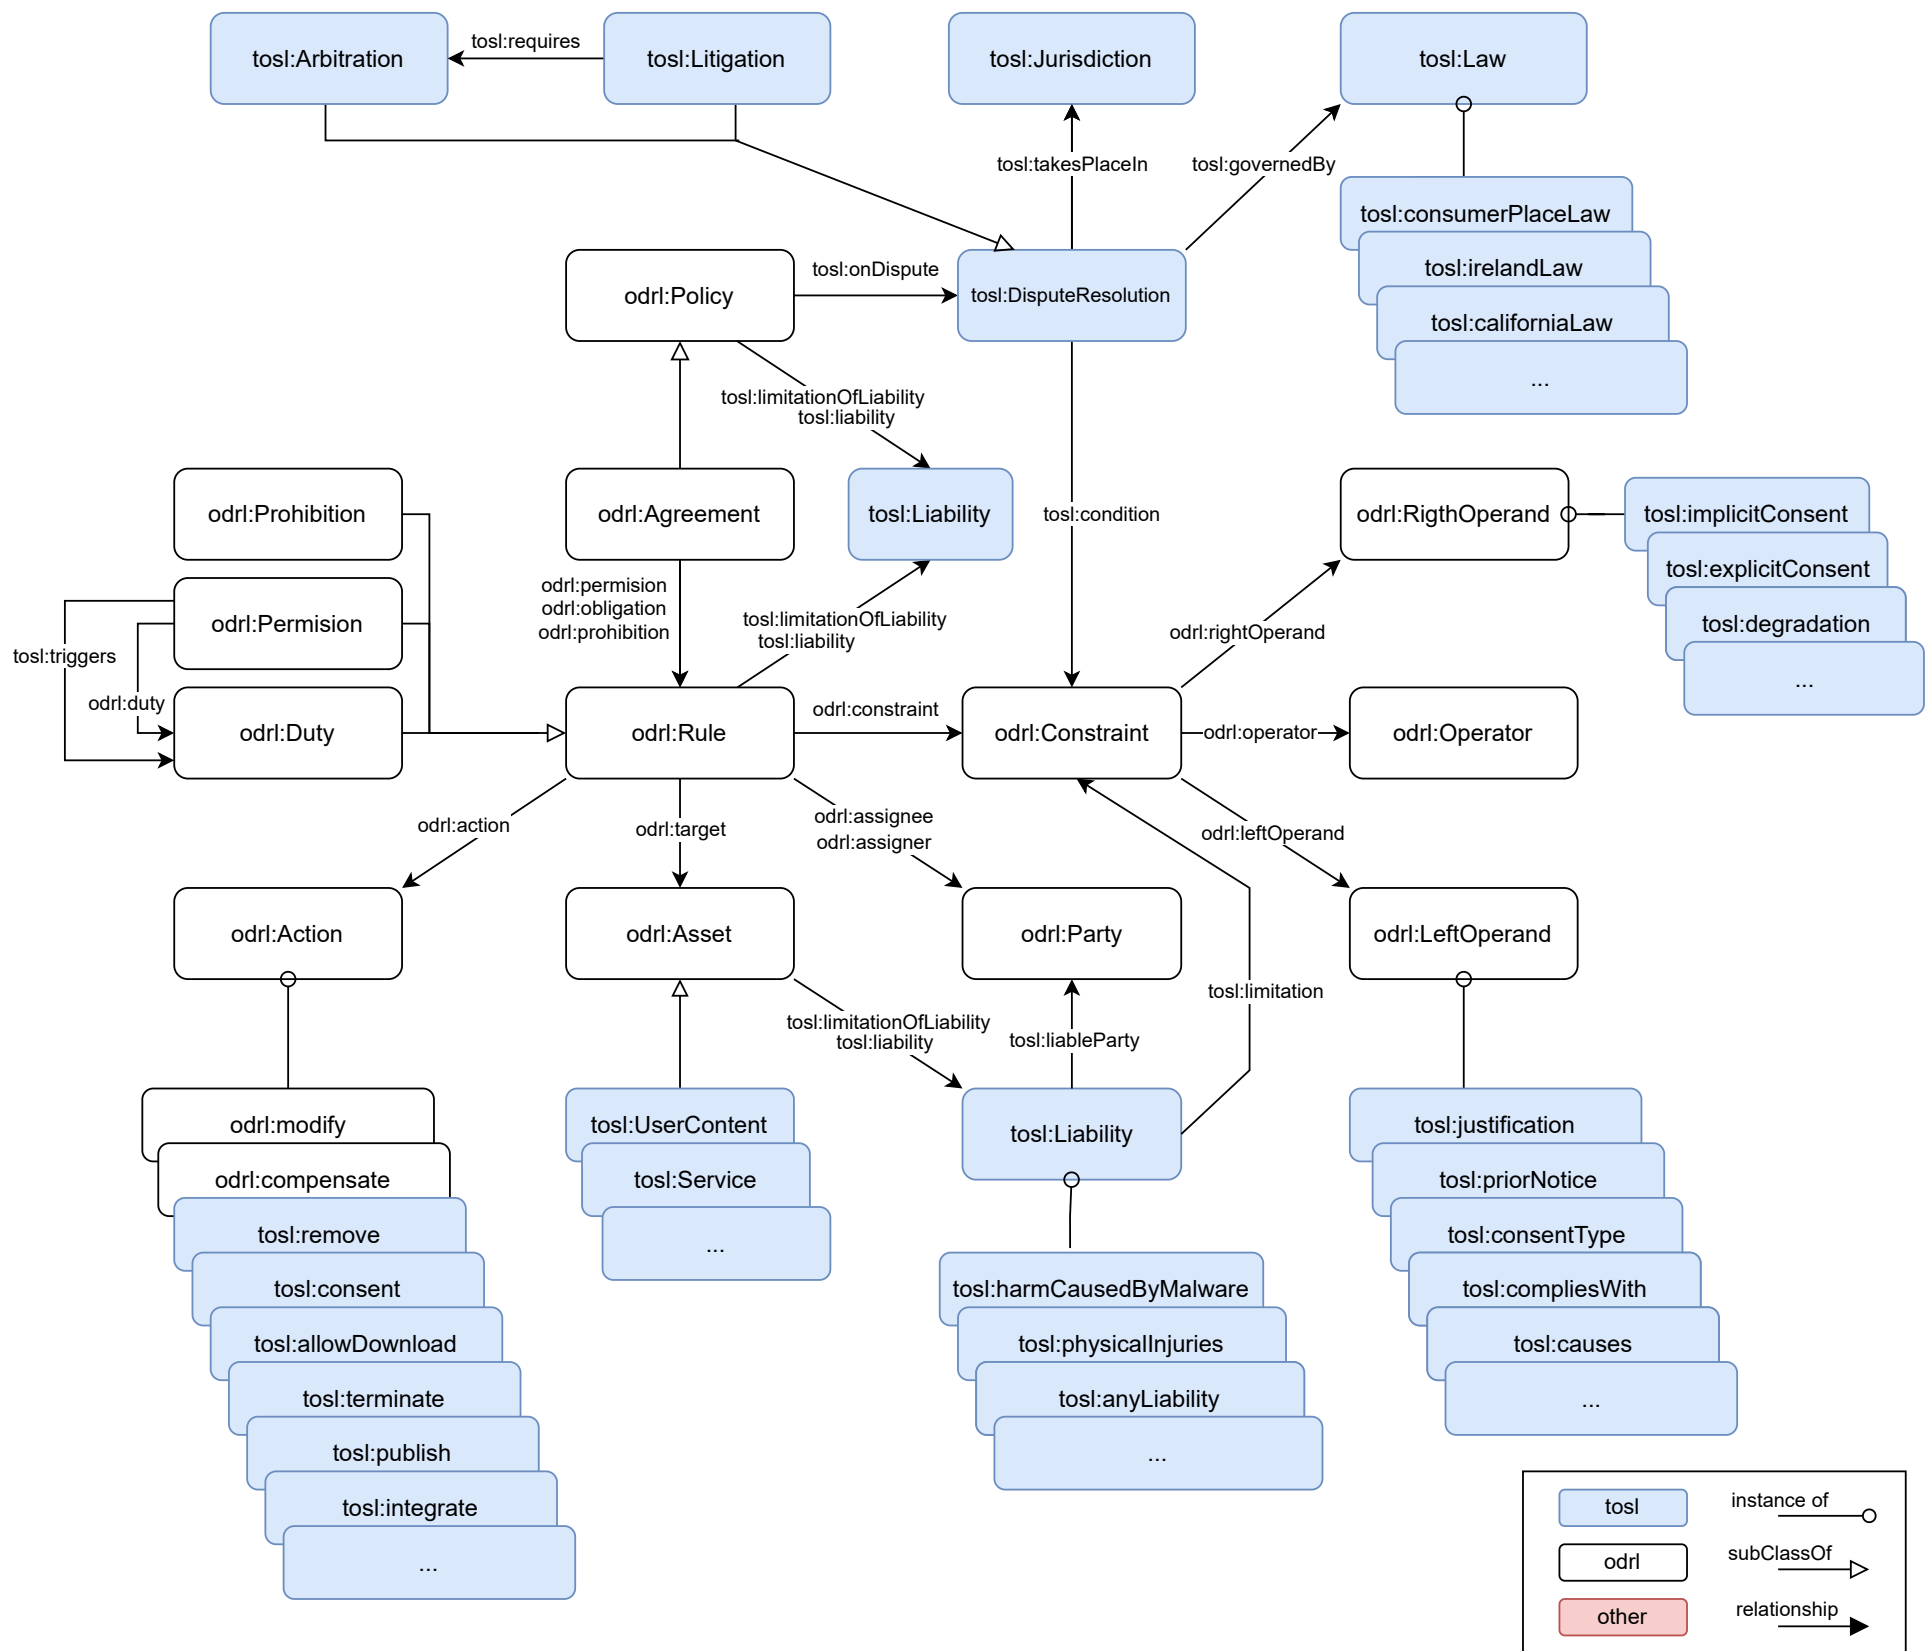 tosl:Arbitration
tosl:requires
tosl:Litigation
tosl:Jurisdiction
tosl:Law
tosl:takesPlaceIn
tosl:governedBy
tosl:consumerPlaceLaw
tosl:irelandLaw
tosl:californiaLaw
...
odrl:Policy
tosl:onDispute
tosl:DisputeResolution
tosl:limitationOfLiability
tosl:liability
odrl:Prohibition
odrl:Agreement
tosl:Liability
tosl:condition
odrl:RigthOperand
tosl:implicitConsent
tosl:explicitConsent
tosl:degradation
...
odrl:permision
odrl:obligation
odrl:prohibition
tosl:limitationOfLiability
tosl:liability
odrl:rightOperand
odrl:Permision
tosl:triggers
odrl:duty
odrl:Duty
odrl:Rule
odrl:constraint
odrl:Constraint
odrl:operator
odrl:Operator
odrl:action
odrl:target
odrl:assignee
odrl:assigner
odrl:leftOperand
odrl:Action
odrl:Asset
odrl:Party
odrl:LeftOperand
tosl:limitationOfLiability
tosl:liability
tosl:liableParty
tosl:limitation
odrl:modify
odrl:compensate
tosl:remove
tosl:consent
tosl:allowDownload
tosl:terminate
tosl:publish
tosl:integrate
...
tosl:UserContent
tosl:Service
...
tosl:Liability
tosl:harmCausedByMalware
tosl:physicalInjuries
tosl:anyLiability
...
tosl:justification
tosl:priorNotice
tosl:consentType
tosl:compliesWith
tosl:causes
...
tosl
instance of
odrl
subClassOf
other
relationship